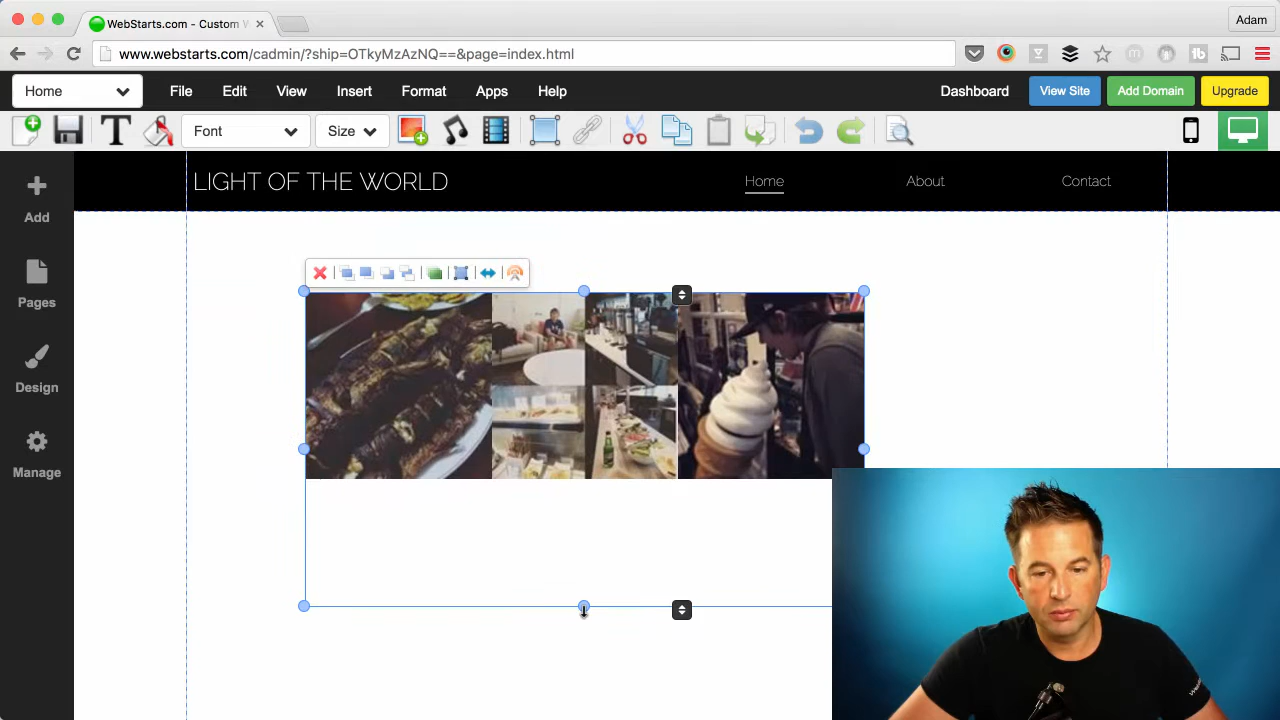 WebStarts.com - Custom W
Adam
www.webstarts.com/cadmin/?ship=OTkyMzAzNQ==&page=index.html
Home
File
Edit
View
Insert
Format
Apps
Help
Dashboard
View Site
Add Domain
Upgrade
Font
Size
Add
Pages
Design
Manage
LIGHT OF THE WORLD
Home
About
Contact